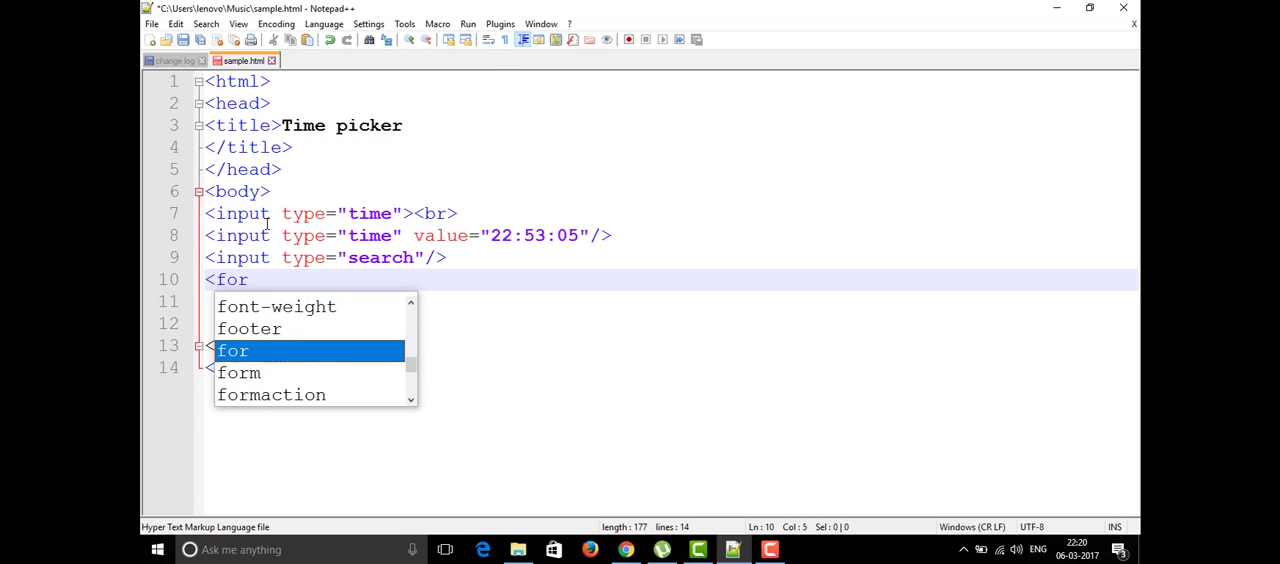 *C:\Users\lenovo\Music\sample.html - Notepad++
File Edit Search View Encoding Language Settings Tools Macro Run Plugins Window ?
X
change.log sample.html
1 <html>
2 <head>
3 <title>Time picker
4 </title>
5 </head>
6 <body>
7 <input type="time"><br>
8 <input type="time" value="22:53:05"/>
9 <input type="search"/>
10 <for
11 font-weight
12 footer
13 < for
14 < form
formaction
Hyper Text Markup Language file length : 177 lines : 14 Ln : 10 Col : 5 Sel : 0 | 0 Windows (CR LF) UTF-8 INS
Ask me anything ENG 22:20
06-03-2017 3